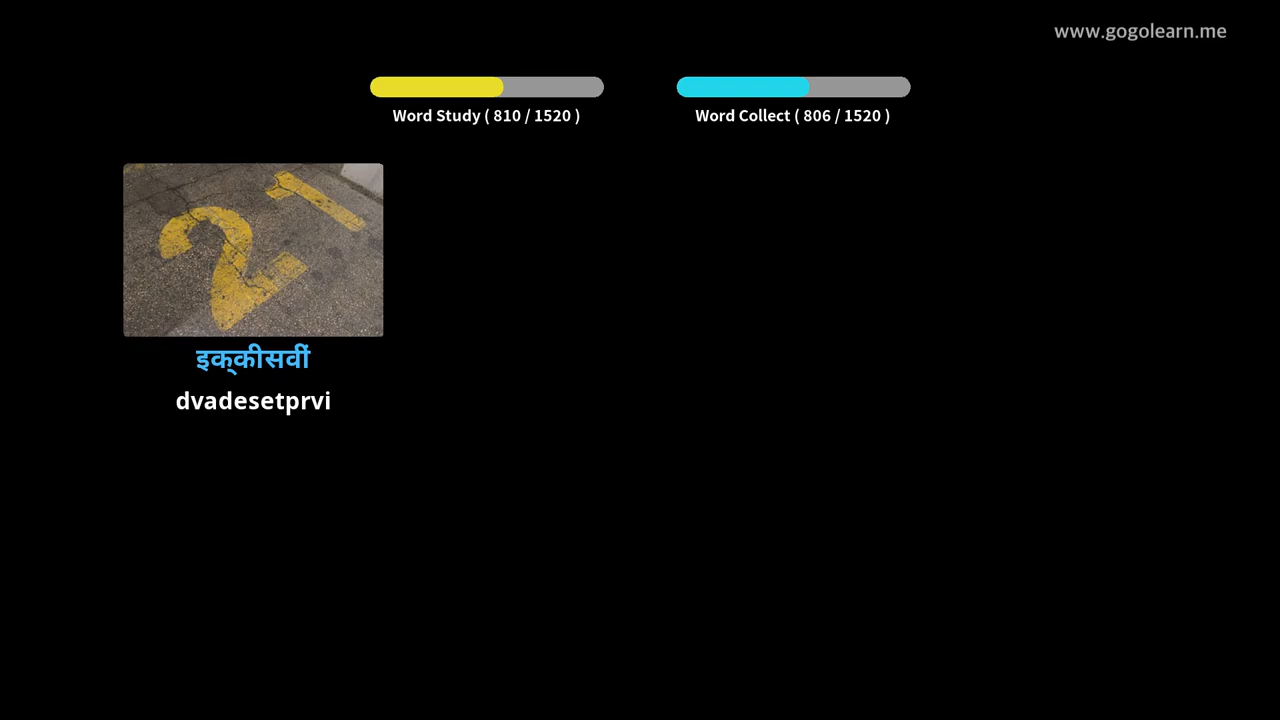 www.gogolearn.me
Word Study ( 810 / 1520 )
Word Collect ( 806 / 1520 )
21
इक्कीसवीं
dvadesetprvi